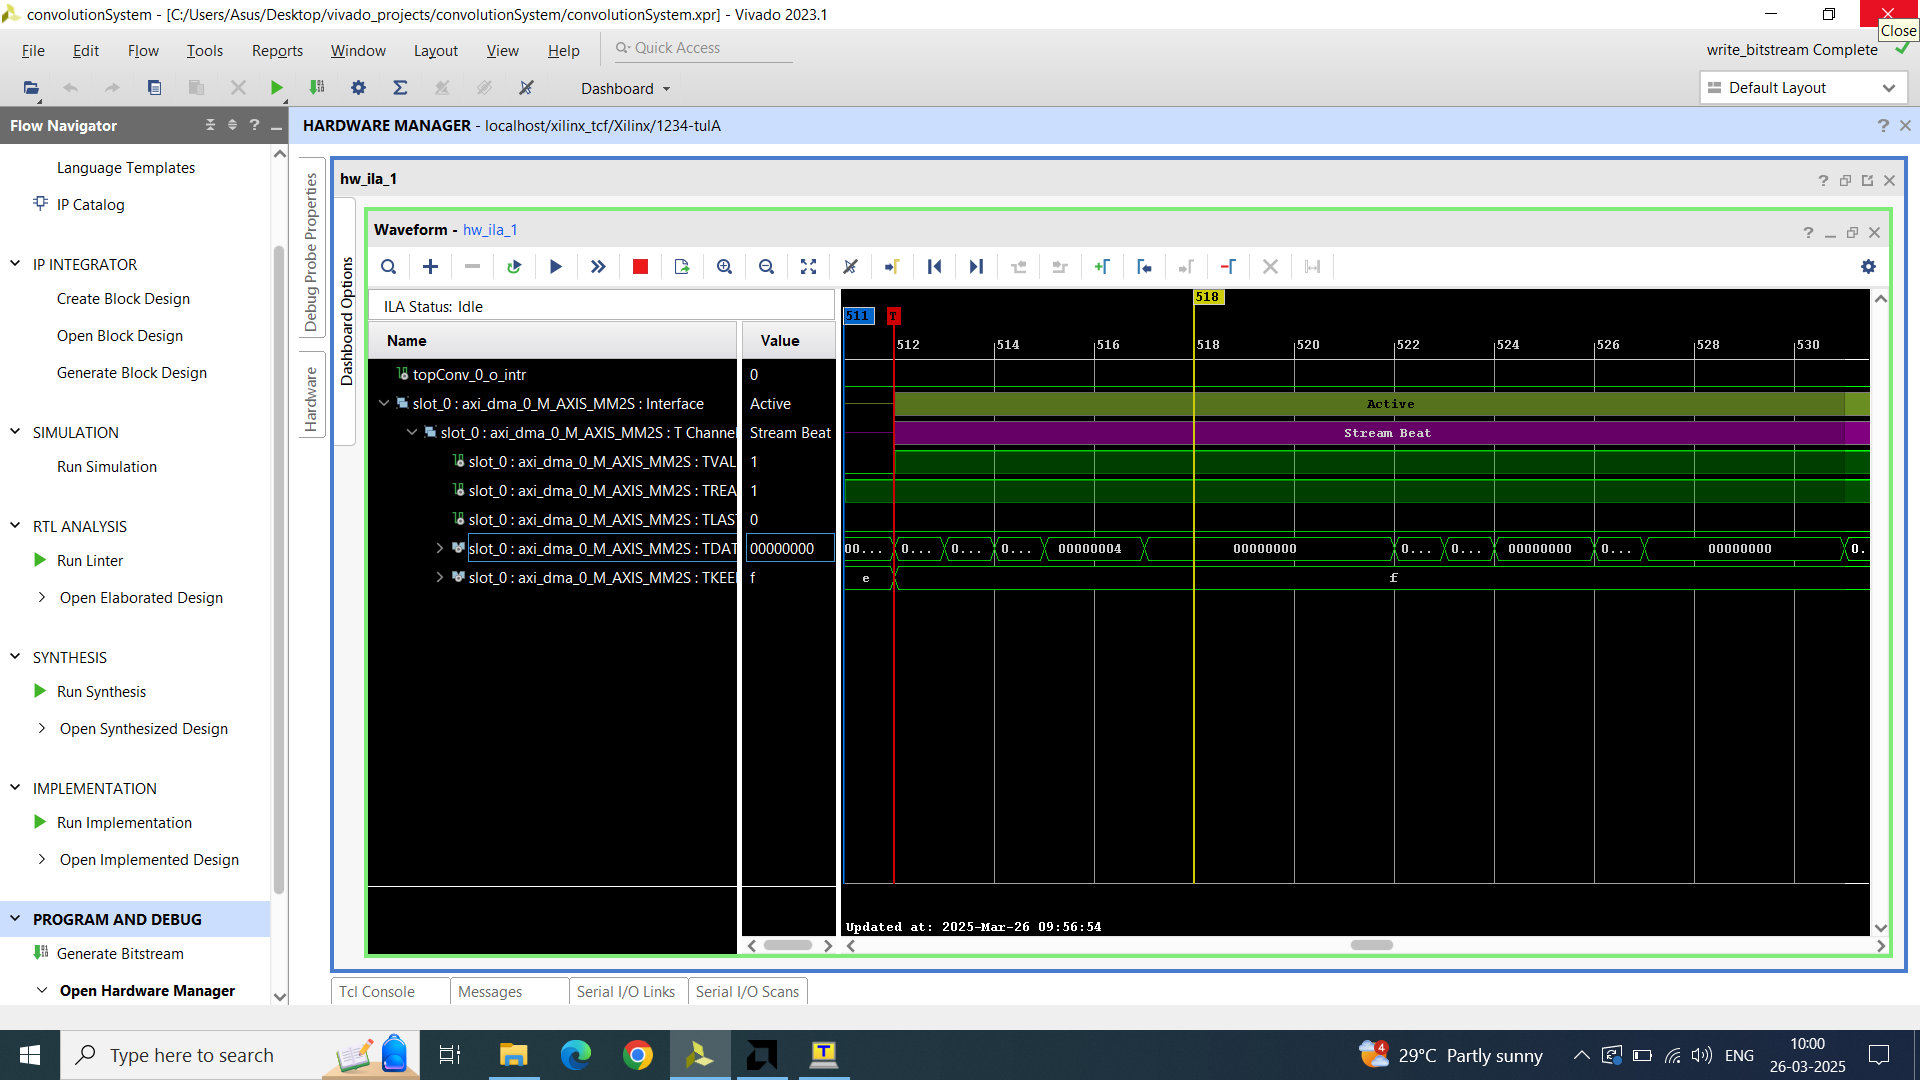 convolutionSystem - [C:/Users/Asus/Desktop/vivado_projects/convolutionSystem/convolutionSystem.xpr] - Vivado 2023.1
Close
File Edit Flow Tools Reports Window Layout View Help Quick Access
write_bitstream Complete
Dashboard
Default Layout
Flow Navigator
HARDWARE MANAGER - localhost/xilinx_tcf/Xilinx/1234-tulA
Language Templates
IP Catalog
IP INTEGRATOR
Create Block Design
Open Block Design
Generate Block Design
SIMULATION
Run Simulation
RTL ANALYSIS
Run Linter
Open Elaborated Design
SYNTHESIS
Run Synthesis
Open Synthesized Design
IMPLEMENTATION
Run Implementation
Open Implemented Design
PROGRAM AND DEBUG
Generate Bitstream
Open Hardware Manager
Debug Probe Properties
Hardware
Dashboard Options
hw_ila_1
Waveform - hw_ila_1
ILA Status: Idle
Name Value
topConv_0_o_intr 0
slot_0 : axi_dma_0_M_AXIS_MM2S : Interface Active
slot_0 : axi_dma_0_M_AXIS_MM2S : T Channel Stream Beat
slot_0 : axi_dma_0_M_AXIS_MM2S : TVAL 1
slot_0 : axi_dma_0_M_AXIS_MM2S : TREA 1
slot_0 : axi_dma_0_M_AXIS_MM2S : TLAS 0
slot_0 : axi_dma_0_M_AXIS_MM2S : TDAT 00000000
slot_0 : axi_dma_0_M_AXIS_MM2S : TKEE f
518
511 T
512 514 516 518 520 522 524 526 528 530
Active
Stream Beat
00... 0... 0... 0... 00000004 00000000 0... 0... 00000000 0... 00000000 0.
e f
Updated at: 2025-Mar-26 09:56:54
Tcl Console Messages Serial I/O Links Serial I/O Scans
Type here to search
4
29°C Partly sunny
ENG
10:00
26-03-2025